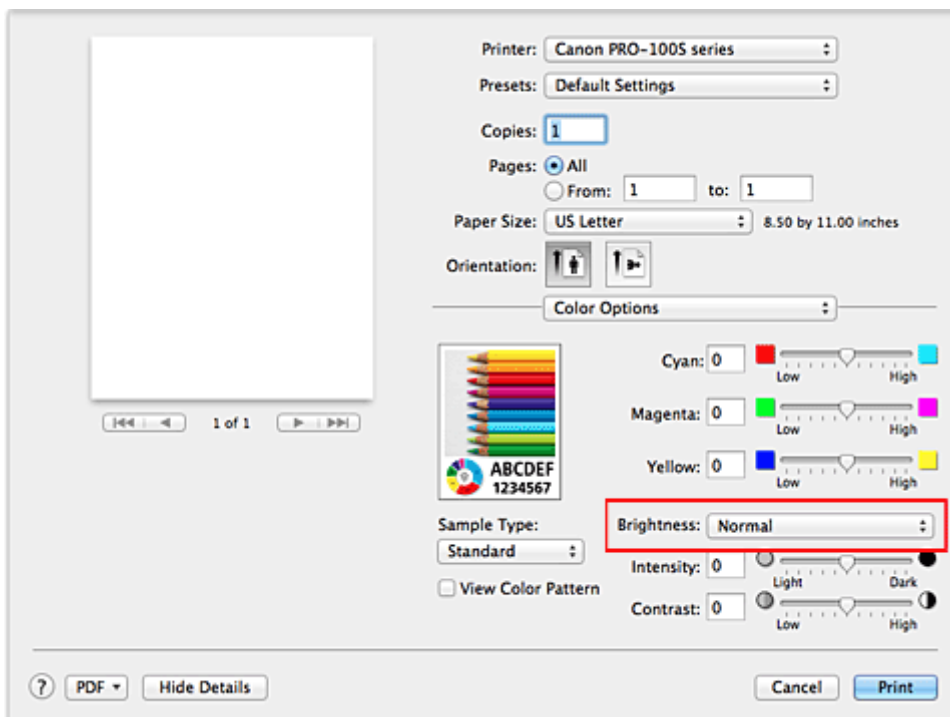 Printer: Canon PRO-100S series
Presets: Default Settings
Copies: 1
Pages: All
From: 1 to: 1
Paper Size: US Letter 8.50 by 11.00 inches
Orientation:
Color Options
1 of 1
ABCDEF
1234567
Sample Type:
Standard
View Color Pattern
Cyan: 0
Low High
Magenta: 0
Low High
Yellow: 0
Low High
Brightness: Normal
Intensity: 0
Light Dark
Contrast: 0
Low High
? PDF Hide Details Cancel Print